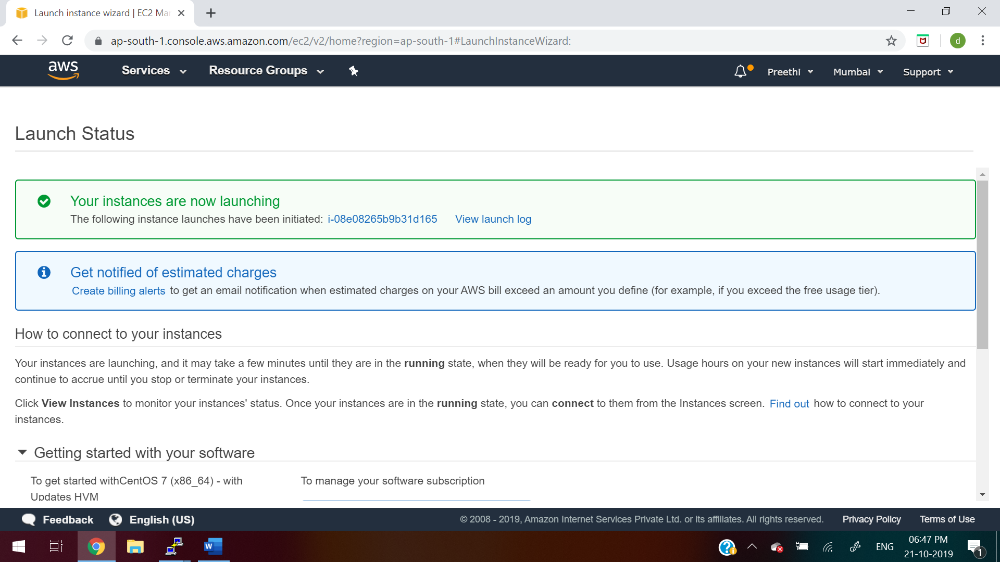 Launch instance wizard | EC2 Ma
ap-south-1.console.aws.amazon.com/ec2/v2/home?region=ap-south-1#LaunchInstanceWizard:
d
aws Services Resource Groups Preethi Mumbai Support
Launch Status
Your instances are now launching
The following instance launches have been initiated: i-08e08265b9b31d165 View launch log
Get notified of estimated charges
Create billing alerts to get an email notification when estimated charges on your AWS bill exceed an amount you define (for example, if you exceed the free usage tier).
How to connect to your instances
Your instances are launching, and it may take a few minutes until they are in the running state, when they will be ready for you to use. Usage hours on your new instances will start immediately and
continue to accrue until you stop or terminate your instances.
Click View Instances to monitor your instances' status. Once your instances are in the running state, you can connect to them from the Instances screen. Find out how to connect to your
instances.
Getting started with your software
To get started withCentOS 7 (x86_64) - with To manage your software subscription
Updates HVM
Feedback English (US) © 2008 - 2019, Amazon Internet Services Private Ltd. or its affiliates. All rights reserved. Privacy Policy Terms of Use
W ENG 06:47 PM
21-10-2019 1